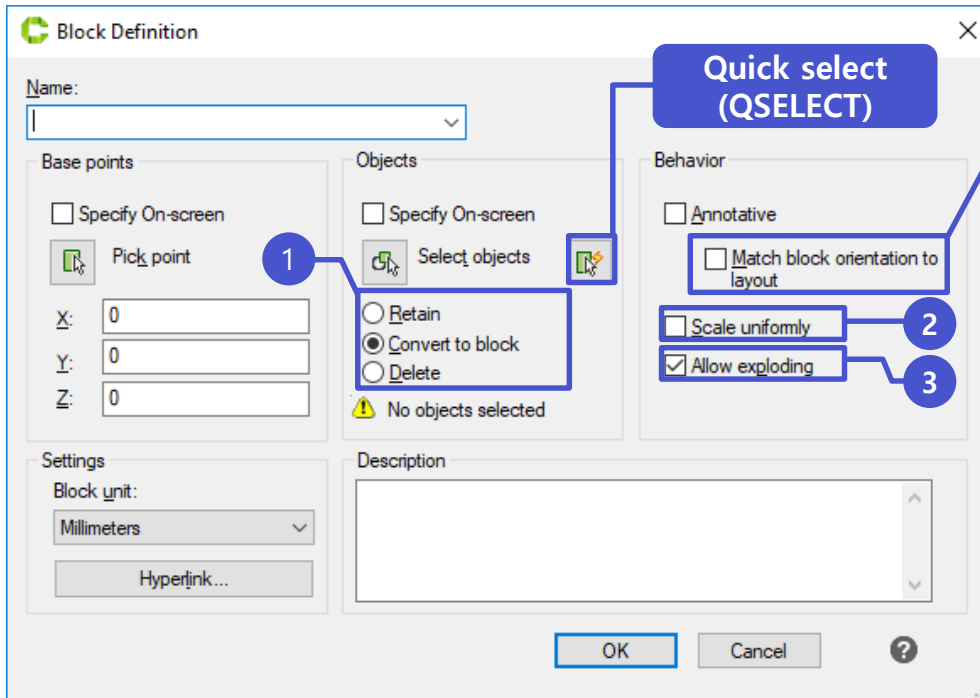 Block Definition
Quick select
(QSELECT)
Name:
Base points
Specify On-screen
Pick point
X: 0
Y: 0
Z: 0
Objects
Specify On-screen
Select objects
1
Retain
Convert to block
Delete
No objects selected
Behavior
Annotative
Match block orientation to
layout
Scale uniformly
2
Allow exploding
3
Settings
Block unit:
Millimeters
Hyperlink...
Description
OK
Cancel
?